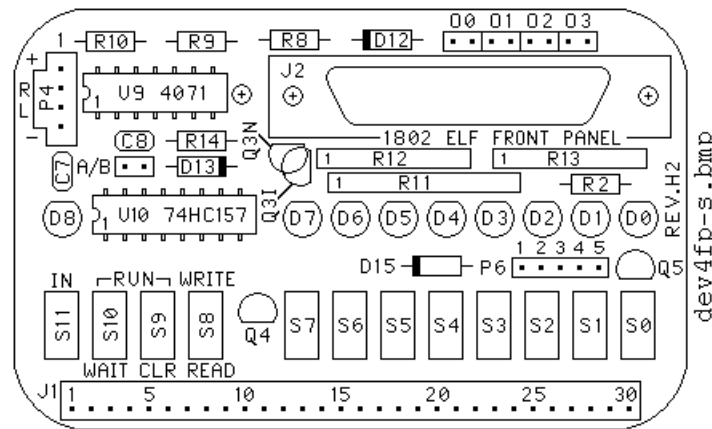 O0 O1 O2 O3
+ 1 R10 R9 R8 D12
J2
R L P4 1 U9 4071
-
C8 R14 Q3N 1802 ELF FRONT PANEL
C7 A/B D13 1 R12 1 R13
1 R11 R2
Q3I
D8 1 U10 74HC157 D7 D6 D5 D4 D3 D2 D1 D0
REV.H2
D15 P6 1 2 3 4 5 Q5
IN RUN WRITE
S11 S10 S9 S8 Q4 S7 S6 S5 S4 S3 S2 S1 S0
WAIT CLR READ
J1 1 5 10 15 20 25 30
dev4fp-s.bmp